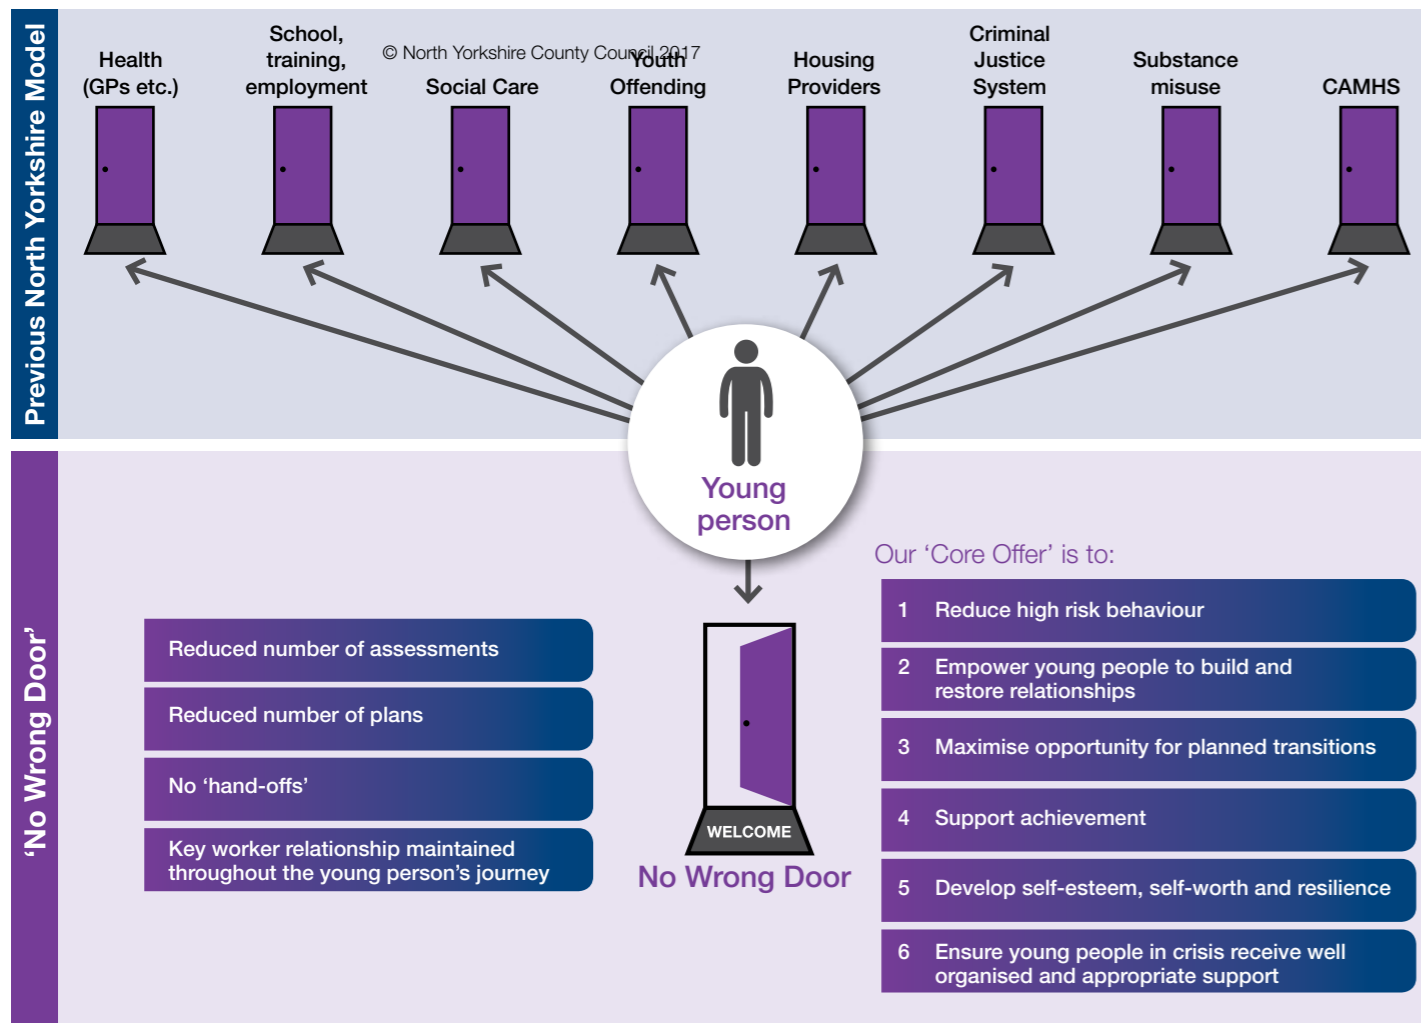 Previous North Yorkshire Model
© North Yorkshire County Council 2017
Health
(GPs etc.)
School,
training,
employment
Social Care
Youth
Offending
Housing
Providers
Criminal
Justice
System
Substance
misuse
CAMHS
Young
person
‘No Wrong Door’
Reduced number of assessments
Reduced number of plans
No ‘hand-offs’
Key worker relationship maintained
throughout the young person’s journey
WELCOME
No Wrong Door
Our ‘Core Offer’ is to:
1 Reduce high risk behaviour
2 Empower young people to build and
restore relationships
3 Maximise opportunity for planned transitions
4 Support achievement
5 Develop self-esteem, self-worth and resilience
6 Ensure young people in crisis receive well
organised and appropriate support